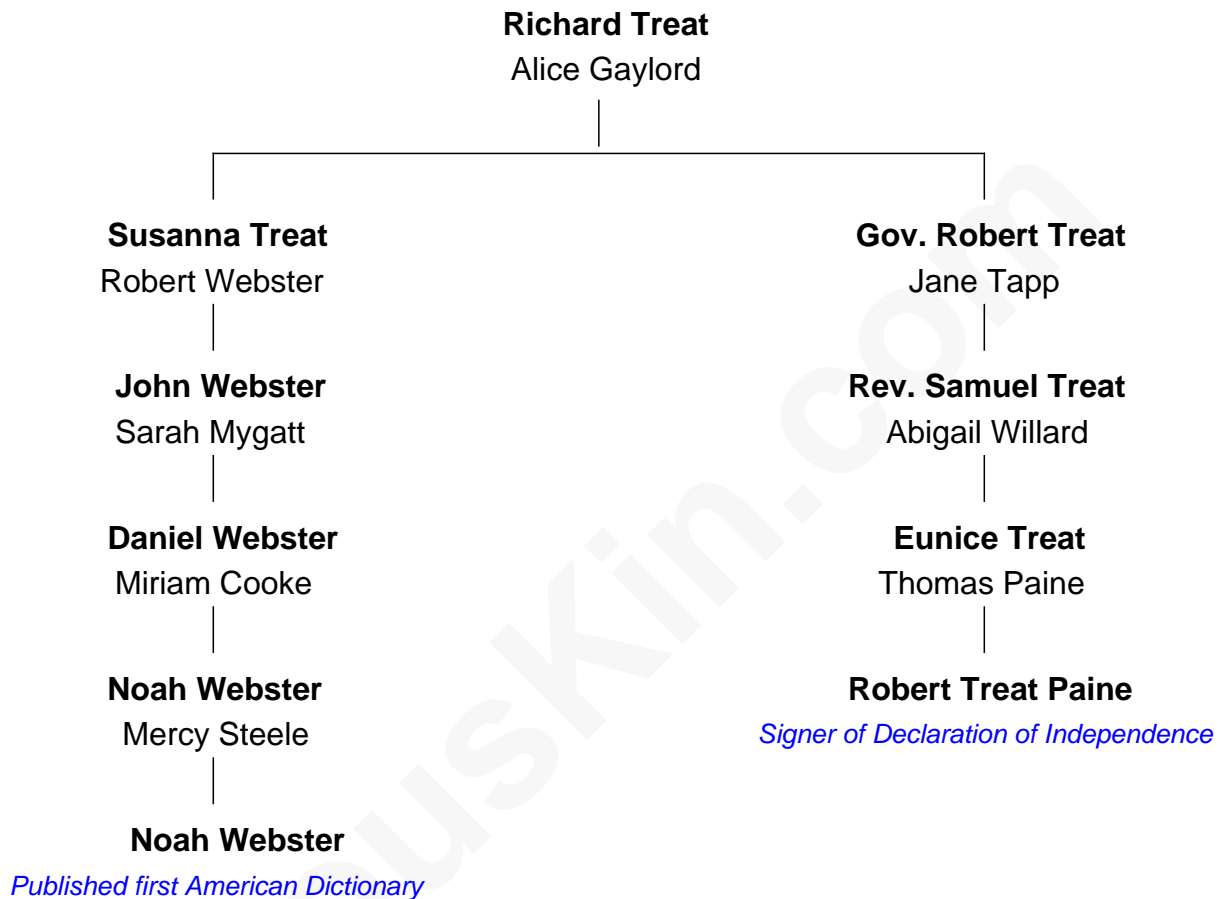 Richard Treat
Alice Gaylord
Susanna Treat
Robert Webster
Gov. Robert Treat
Jane Tapp
John Webster
Sarah Mygatt
Rev. Samuel Treat
Abigail Willard
Daniel Webster
Miriam Cooke
Eunice Treat
Thomas Paine
Noah Webster
Mercy Steele
Robert Treat Paine
Signer of Declaration of Independence
Noah Webster
Published first American Dictionary
ousKin.com